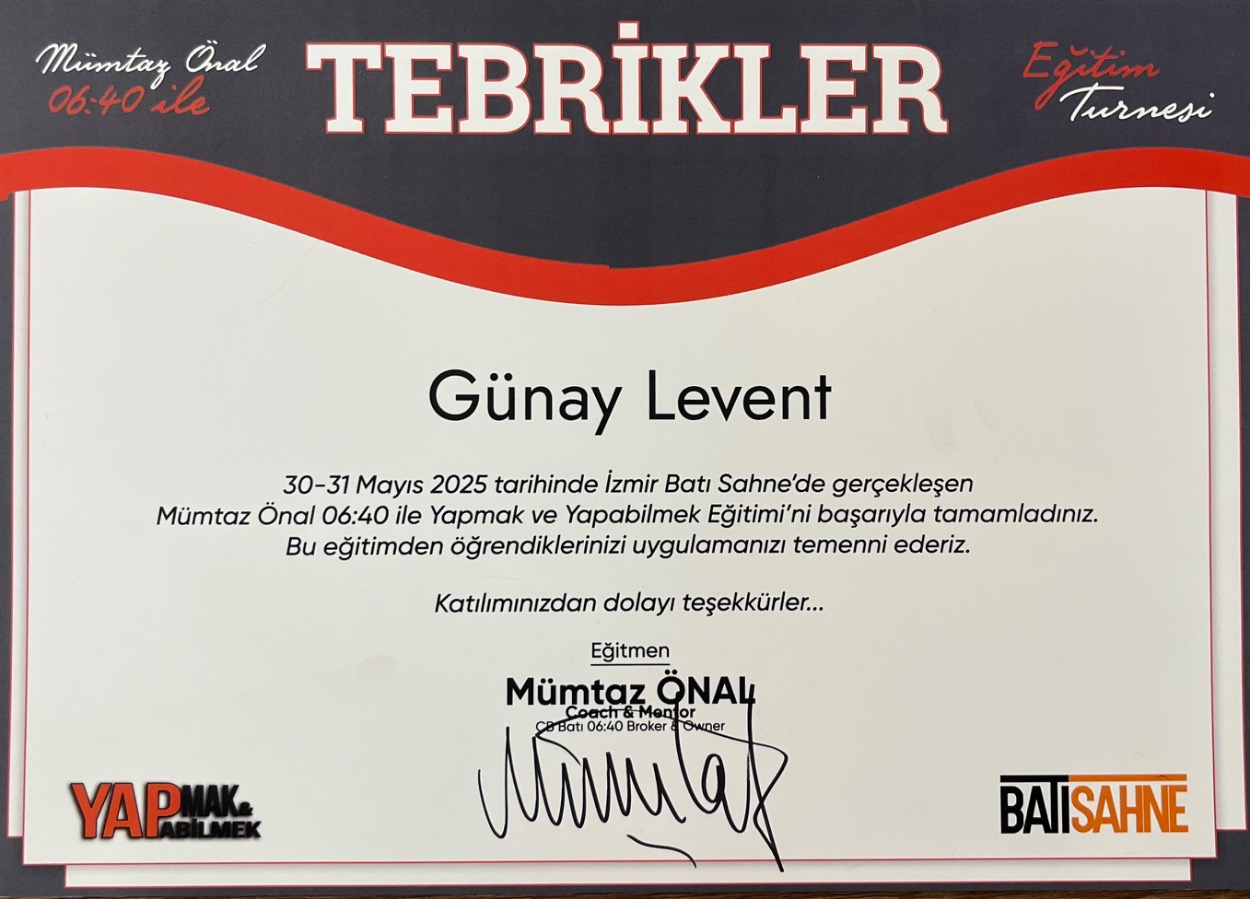 Mümtaz Önal
06:40 ile
TEBRİKLER
Eğitim
Turnesi
Günay Levent
30-31 Mayıs 2025 tarihinde İzmir Batı Sahne’de gerçekleşen
Mümtaz Önal 06:40 ile Yapmak ve Yapabilmek Eğitimi’ni başarıyla tamamladınız.
Bu eğitimden öğrendiklerinizi uygulamanızı temenni ederiz.
Katılımınızdan dolayı teşekkürler...
Eğitmen
Mümtaz ÖNAL
Coach & Mentor
CB Batı 06:40 Broker & Owner
Mümtaz
YAPMAK&
ABİLMEK
BATISAHNE